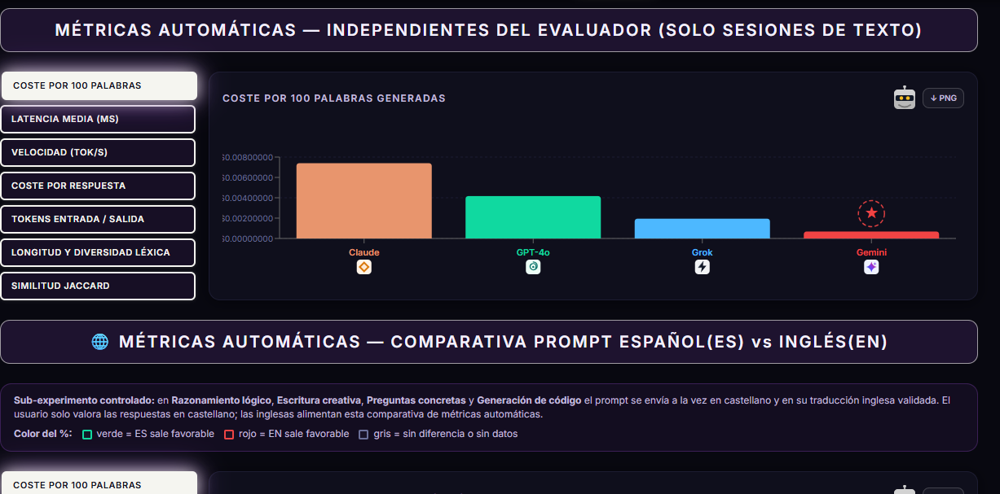 MÉTRICAS AUTOMÁTICAS — INDEPENDIENTES DEL EVALUADOR (SOLO SESIONES DE TEXTO)
COSTE POR 100 PALABRAS
LATENCIA MEDIA (MS)
VELOCIDAD (TOK/S)
COSTE POR RESPUESTA
TOKENS ENTRADA / SALIDA
LONGITUD Y DIVERSIDAD LÉXICA
SIMILITUD JACCARD
COSTE POR 100 PALABRAS GENERADAS
↓ PNG
$0.00800000
$0.00600000
$0.00400000
$0.00200000
$0.00000000
Claude
GPT-4o
Grok
Gemini
MÉTRICAS AUTOMÁTICAS — COMPARATIVA PROMPT ESPAÑOL(ES) vs INGLÉS(EN)
Sub-experimento controlado: en Razonamiento lógico, Escritura creativa, Preguntas concretas y Generación de código el prompt se envía a la vez en castellano y en su traducción inglesa validada. El
usuario solo valora las respuestas en castellano; las inglesas alimentan esta comparativa de métricas automáticas.
Color del %: verde = ES sale favorable rojo = EN sale favorable gris = sin diferencia o sin datos
COSTE POR 100 PALABRAS